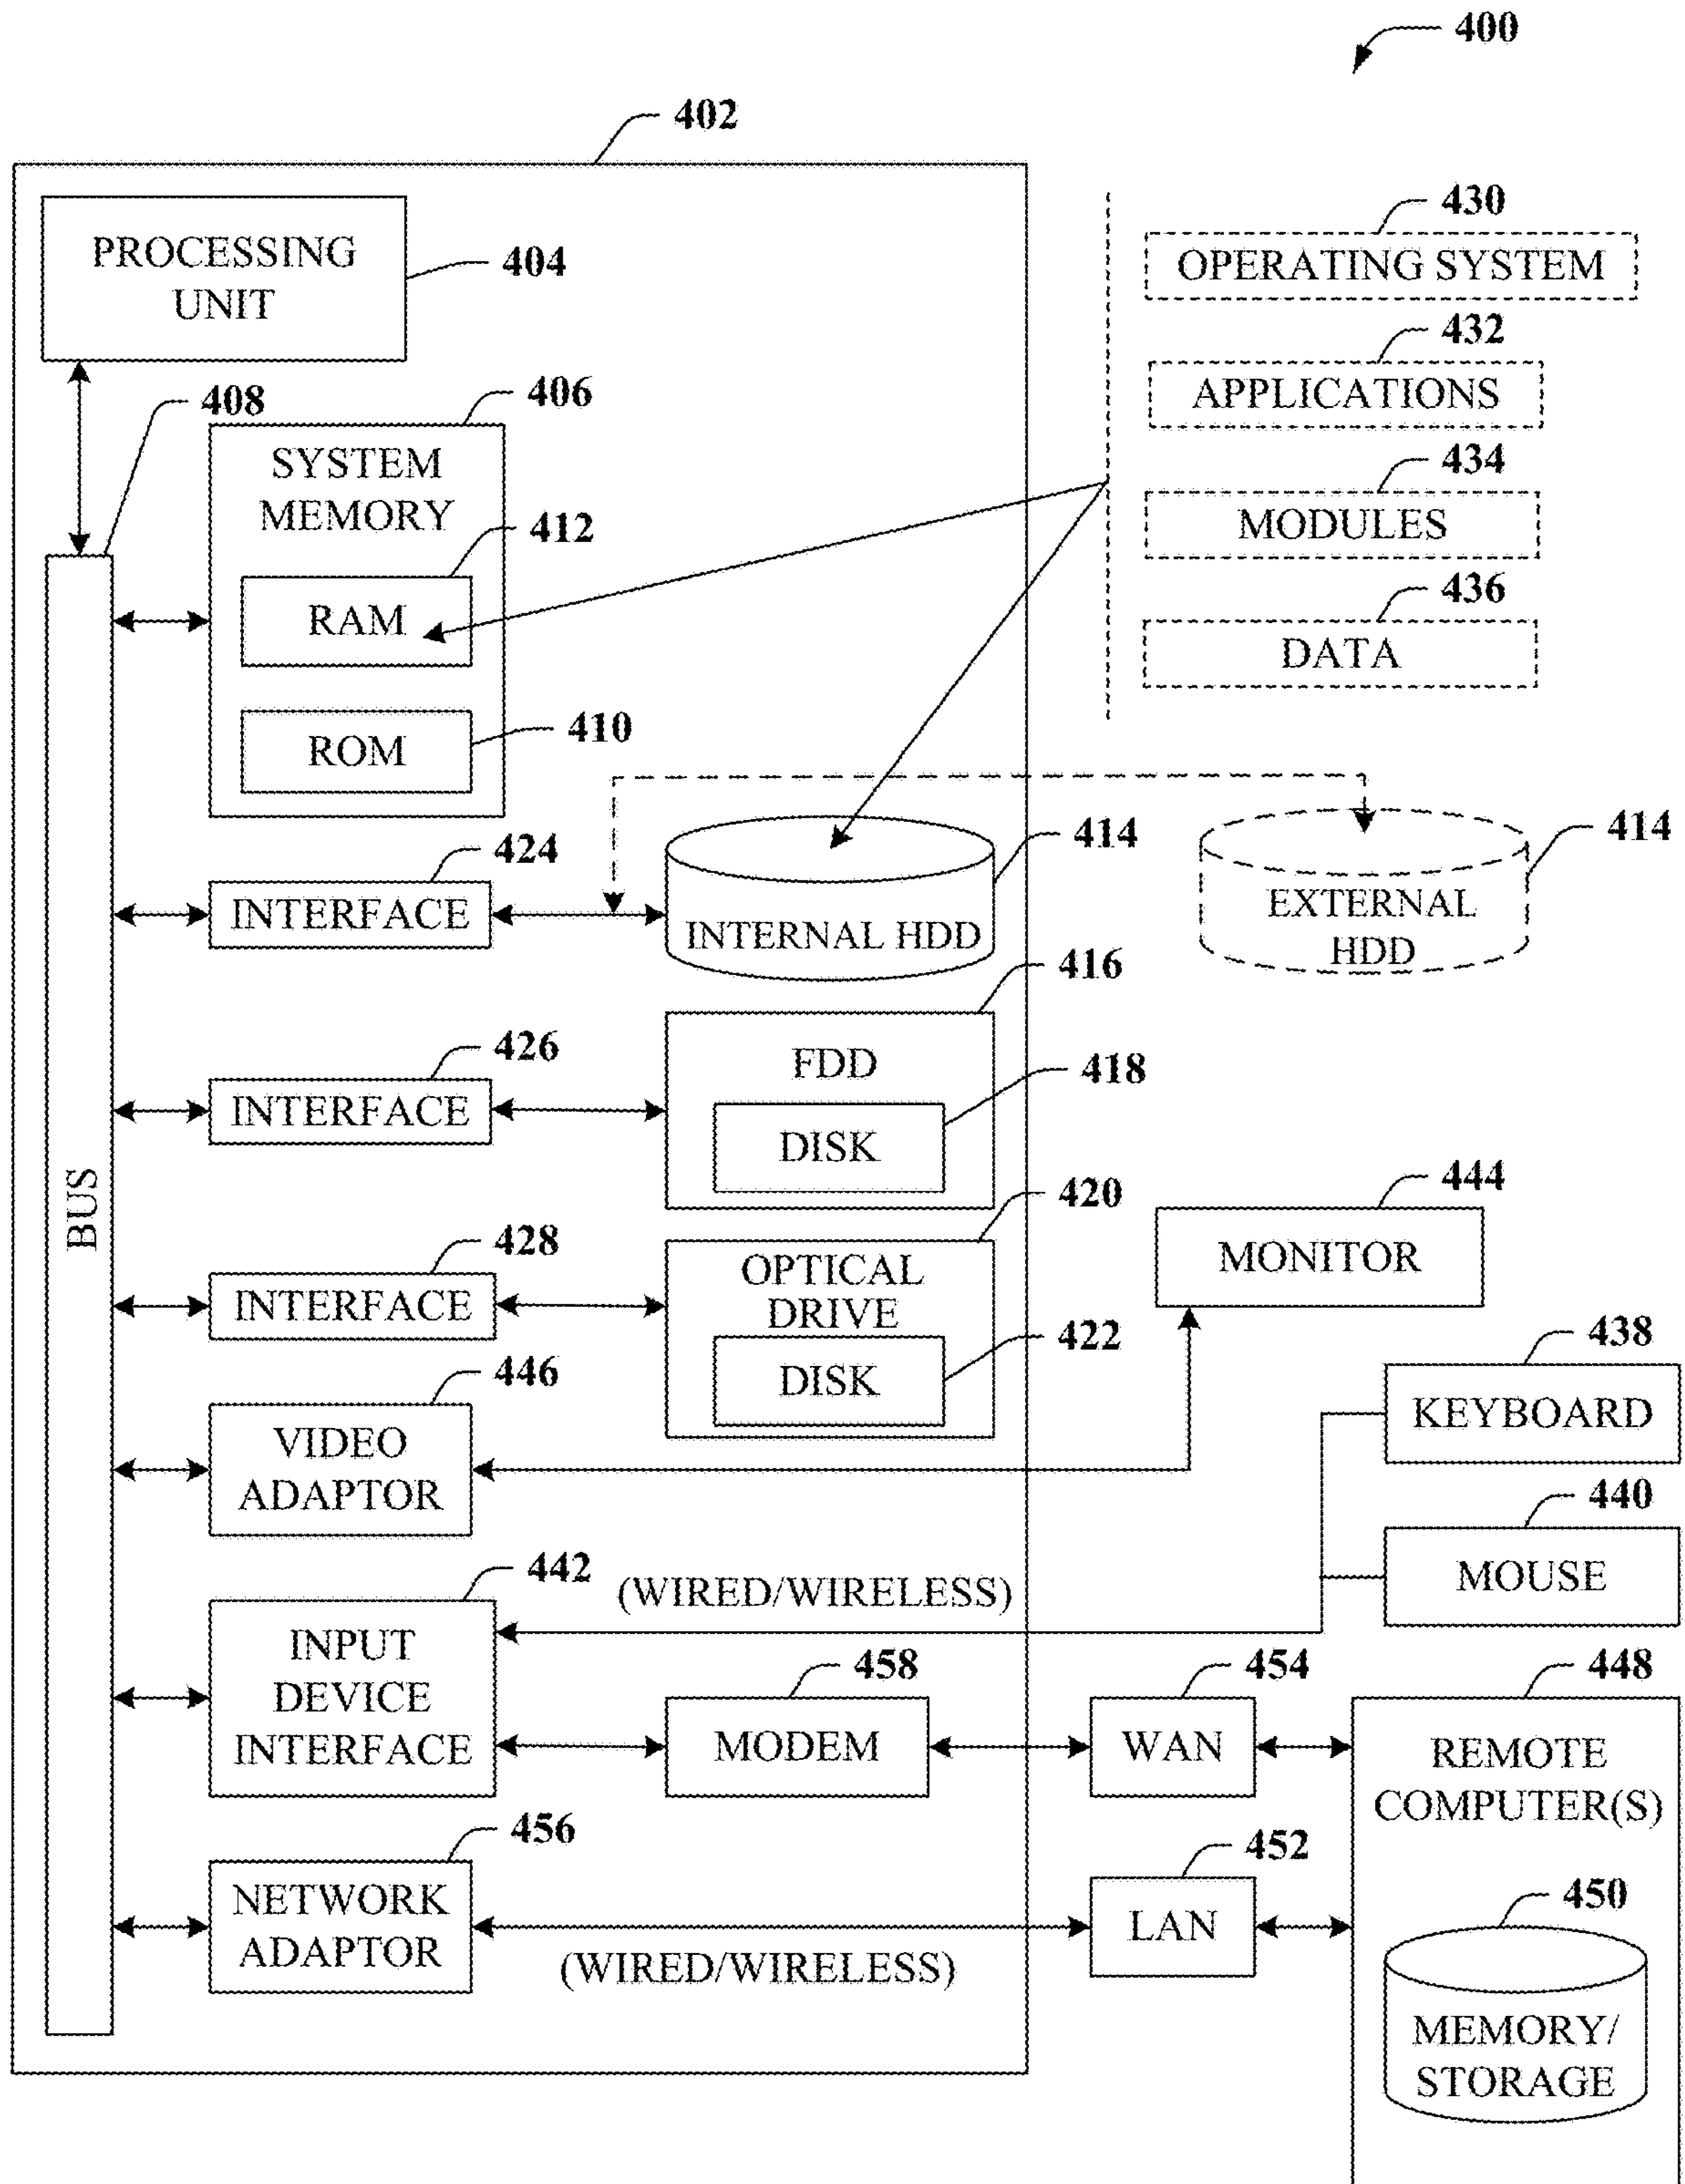 400
402
PROCESSING
UNIT
404
430
OPERATING SYSTEM
432
APPLICATIONS
434
MODULES
436
DATA
408
406
SYSTEM
MEMORY
412
RAM
410
ROM
424
INTERFACE
414
INTERNAL HDD
414
EXTERNAL
HDD
416
FDD
418
DISK
426
INTERFACE
BUS
420
OPTICAL
DRIVE
422
DISK
428
INTERFACE
444
MONITOR
438
KEYBOARD
446
VIDEO
ADAPTOR
440
MOUSE
442
(WIRED/WIRELESS)
INPUT
DEVICE
INTERFACE
458
MODEM
454
WAN
448
REMOTE
COMPUTER(S)
456
NETWORK
ADAPTOR
(WIRED/WIRELESS)
452
LAN
450
MEMORY/
STORAGE